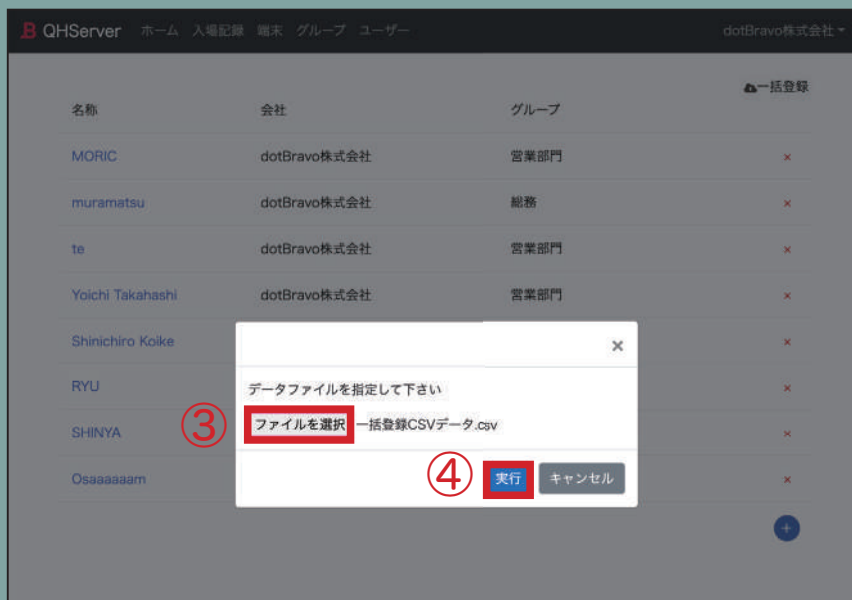 B QHServer ホーム 入場記録 端末 グループ ユーザー dotBravo株式会社
一括登録
名称 会社 グループ
MORIC dotBravo株式会社 営業部門 ×
muramatsu dotBravo株式会社 総務 ×
te dotBravo株式会社 営業部門 ×
Yoichi Takahashi dotBravo株式会社 営業部門 ×
Shinichiro Koike ×
RYU ×
SHINYA ×
Osaaaaam ×
×
データファイルを指定して下さい
③ ファイルを選択 一括登録CSVデータ.csv
④ 実行 キャンセル
+